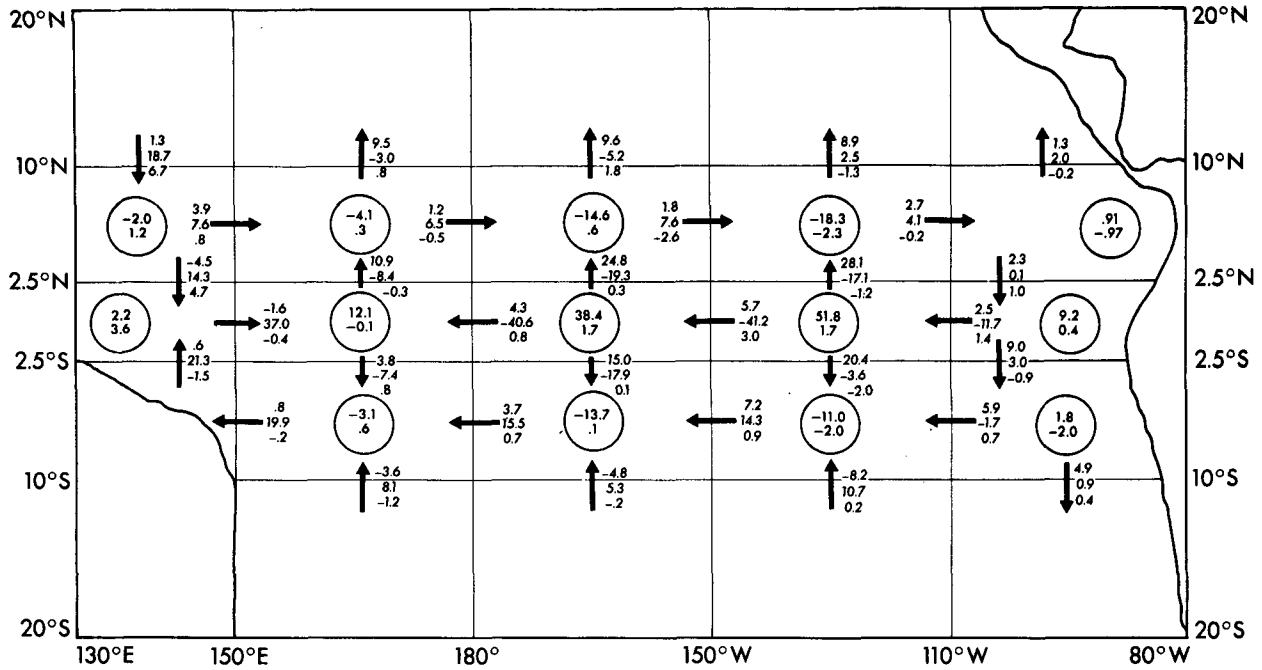 20°N 20°N
1.3 9.5 9.6 8.9 1.3
18.7 -3.0 -5.2 2.5 2.0
10°N 6.7 .8 1.8 -1.3 -0.2 10°N
3.9 1.2 1.8 2.7
-2.0 7.6 -4.1 6.5 -14.6 7.6 -18.3 4.1 .91
1.2 .8 .3 -0.5 .6 -2.6 -2.3 -0.2 -.97
-4.5 10.9 24.8 28.1 2.3
2.5°N 14.3 -8.4 -19.3 -17.1 0.1 2.5°N
4.7 -0.3 0.3 -1.2 1.0
-1.6 4.3 5.7 2.5
2.2 37.0 12.1 -40.6 38.4 -41.2 51.8 -11.7 9.2
3.6 -0.4 -0.1 0.8 1.7 3.0 1.7 1.4 0.4
.6 3.8 15.0 20.4 9.0
2.5°S 21.3 -7.4 -17.9 -3.6 3.0 2.5°S
-1.5 .8 0.1 -2.0 -0.9
.8 3.7 7.2 5.9
19.9 -3.1 15.5 -13.7 14.3 -11.0 -1.7 1.8
-.2 .6 0.7 .1 0.9 -2.0 0.7 -2.0
-3.6 -4.8 -8.2 4.9
10°S 8.1 5.3 10.7 0.9 10°S
-1.2 -.2 0.2 0.4
20°S 20°S
130°E 150°E 180° 150°W 110°W 80°W